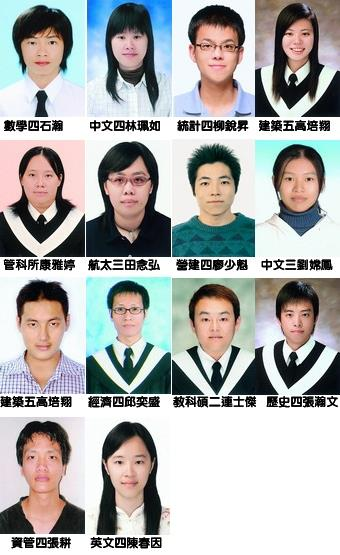 數學四石瀚
中文四林珮如
統計四柳銳昇
建築五高培翔
管科所康雅婷
航太三田念弘
營建四廖少魁
中文三劉嫦鳳
建築五高培翔
經濟四邱奕盛
教科碩二連士傑
歷史四張瀚文
資管四張耕
英文四陳春因